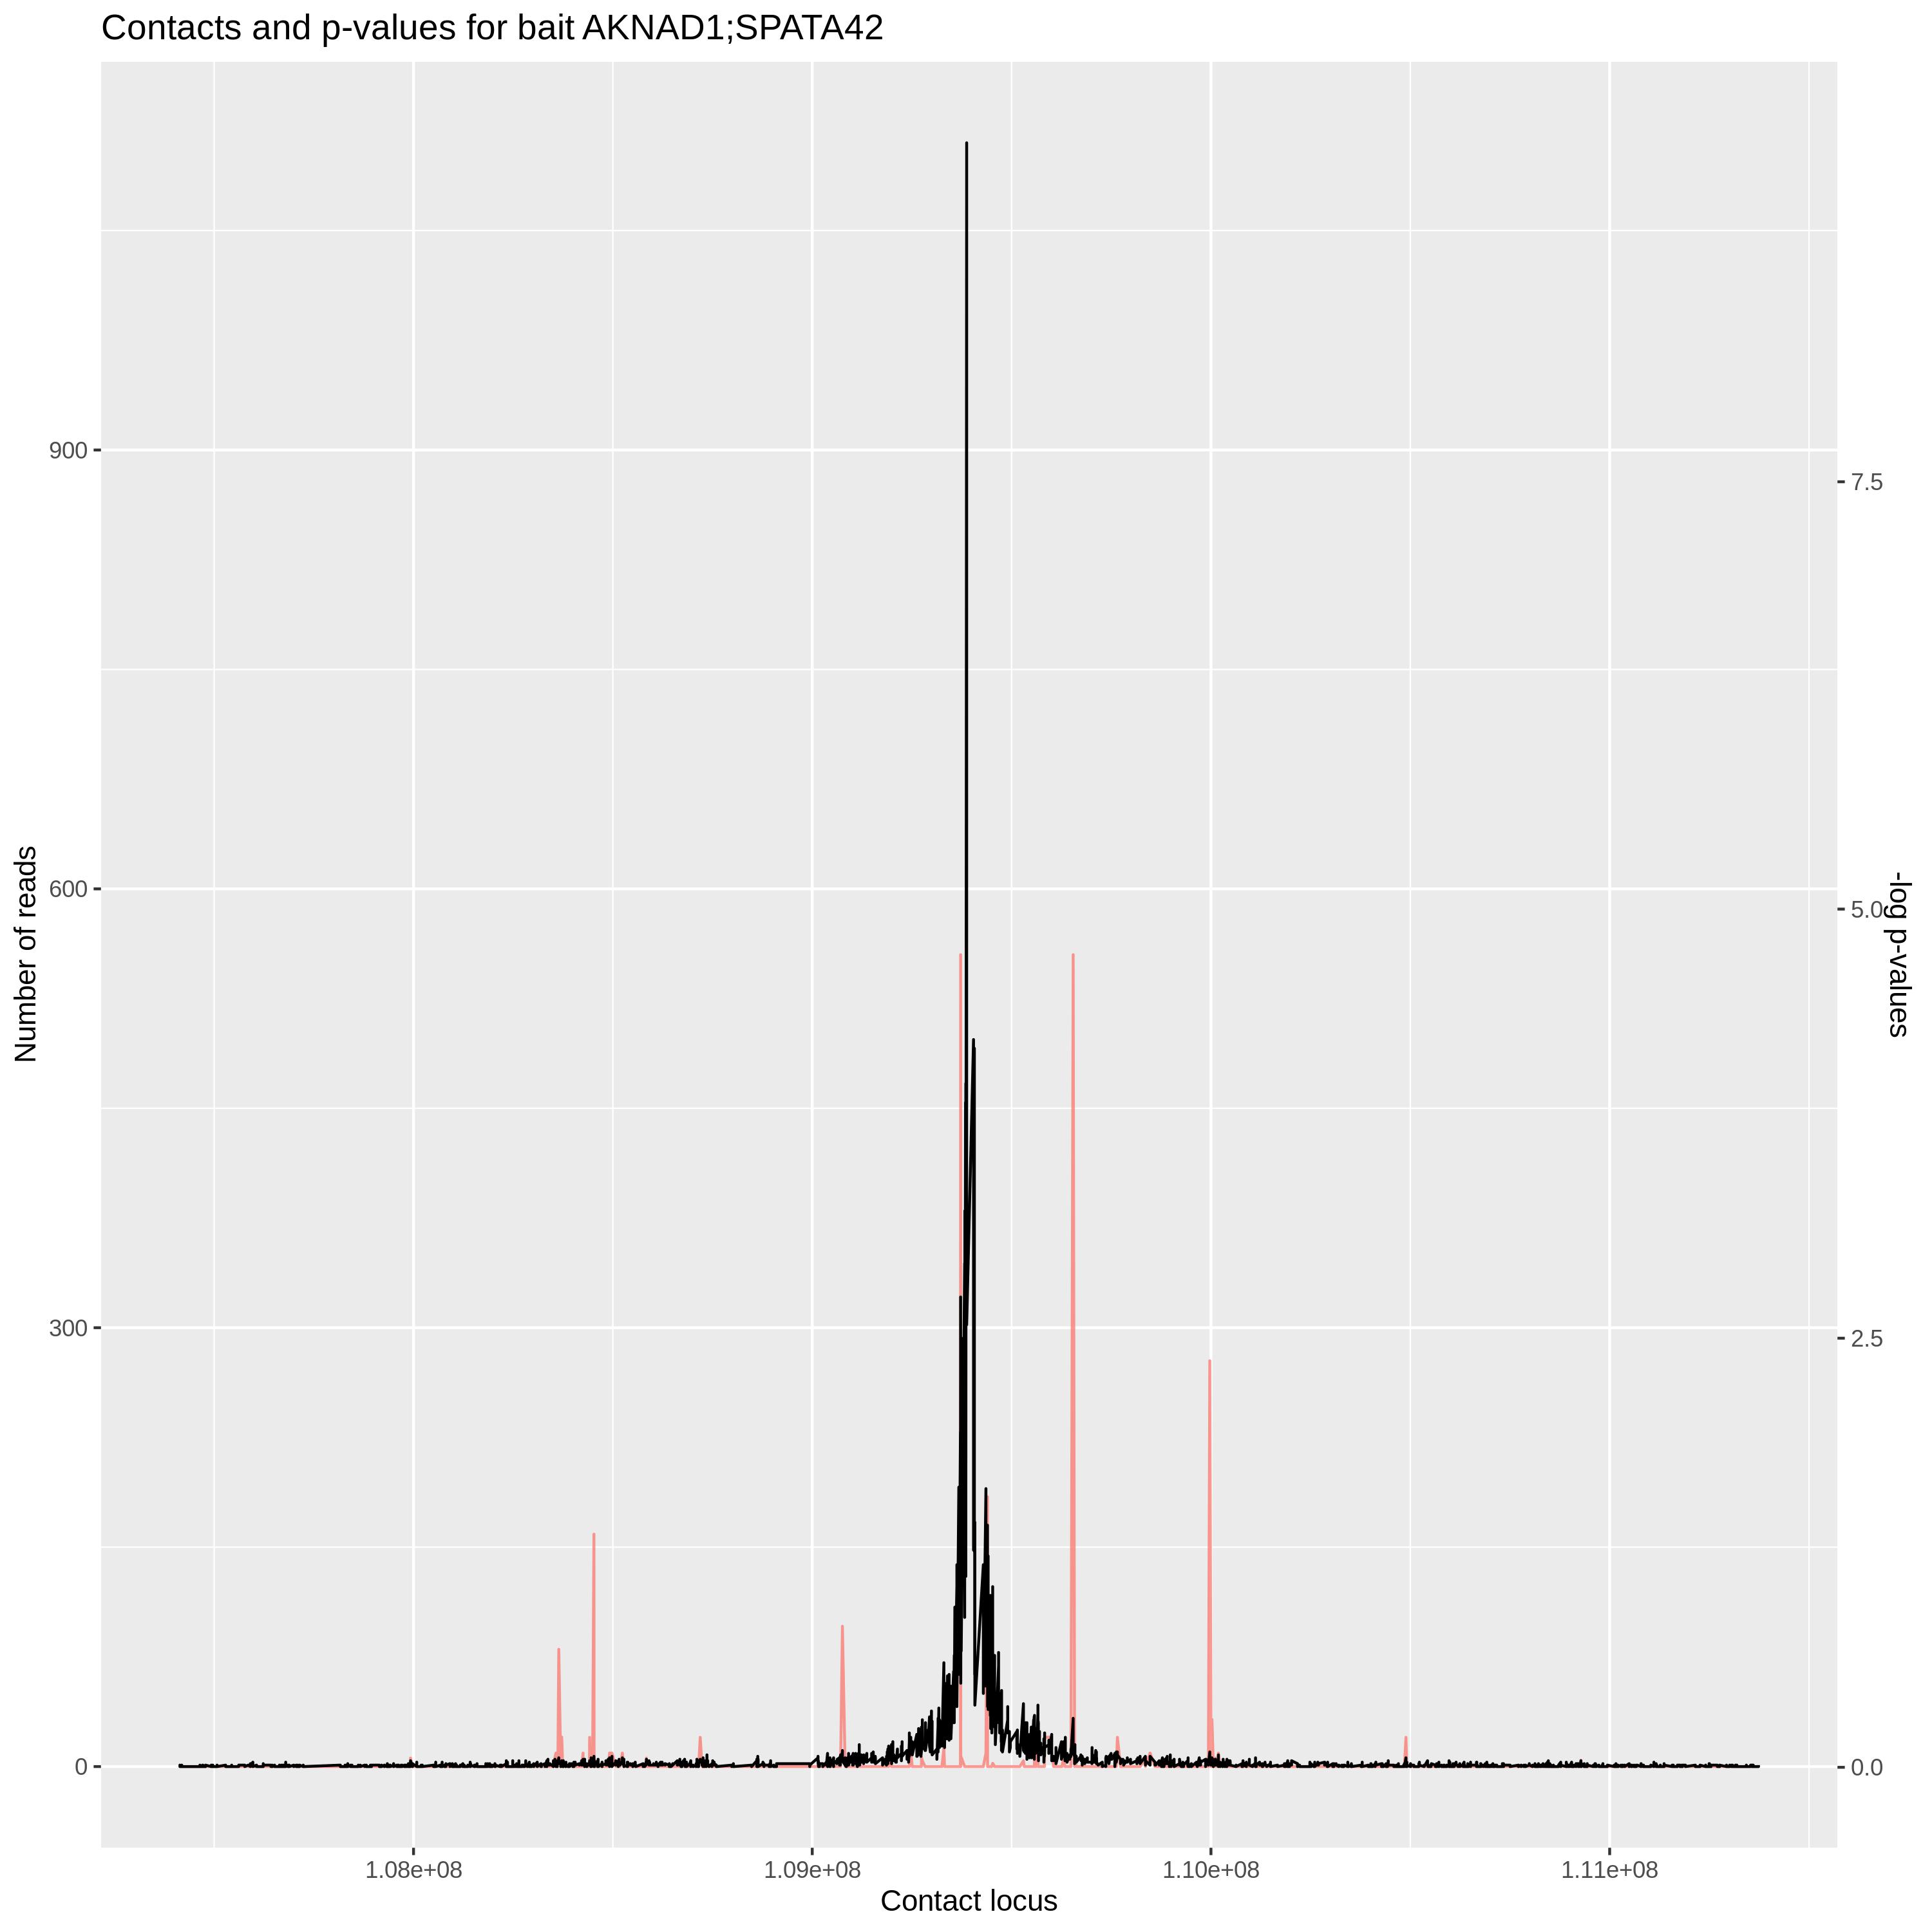 Contacts and p-values for bait AKNAD1;SPATA42
900
600
300
0
Number of reads
7.5
5.0
2.5
0.0
-log p-values
1.08e+08
1.09e+08
1.10e+08
1.11e+08
Contact locus